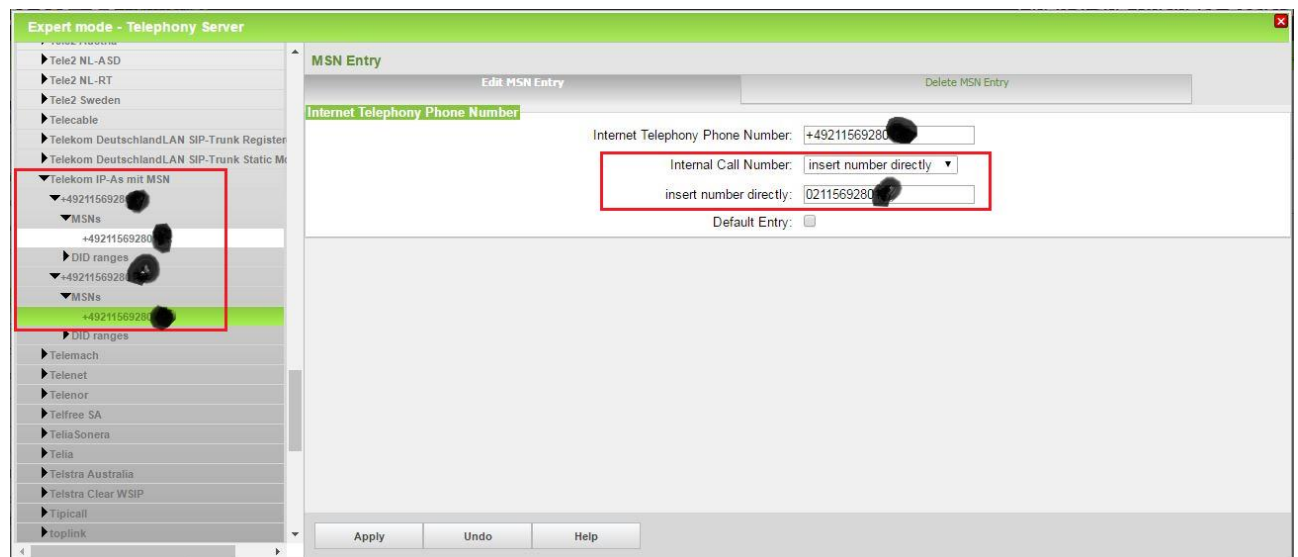 Expert mode - Telephony Server
Tele2 NL-ASD
Tele2 NL-RT
Tele2 Sweden
Telecable
Telekom DeutschlandLAN SIP-Trunk Register
Telekom DeutschlandLAN SIP-Trunk Static Mo
Telekom IP-As mit MSN
+4921156928
MSNs
+49211569280
DID ranges
+4921156928
MSNs
+49211569280
DID ranges
Telemach
Telenet
Telenor
Telfree SA
TeliaSonera
Telia
Telstra Australia
Telstra Clear WSIP
Tipicall
toplink
MSN Entry
Edit MSN Entry Delete MSN Entry
Internet Telephony Phone Number
Internet Telephony Phone Number: +49211569280
Internal Call Number: insert number directly
insert number directly: 0211569280
Default Entry:
Apply Undo Help